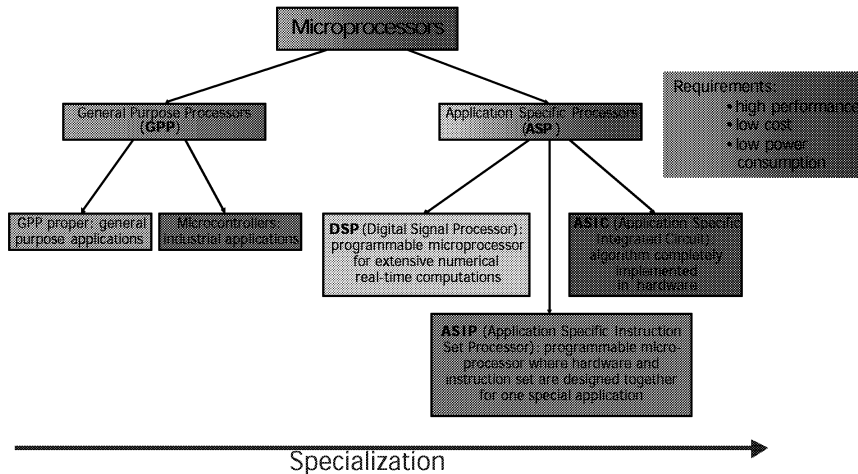 Microprocessors
General Purpose Processors
(GPP)
Application Specific Processors
(ASP)
Requirements:
• high performance
• low cost
• low power
consumption
GPP proper: general
purpose applications
Microcontrollers:
industrial applications
DSP (Digital Signal Processor):
programmable microprocessor
for extensive numerical
real-time computations
ASIC (Application Specific
Integrated Circuit):
algorithm completely
implemented
in hardware
ASIP (Application Specific Instruction
Set Processor): programmable micro-
processor where hardware and
instruction set are designed together
for one special application
Specialization